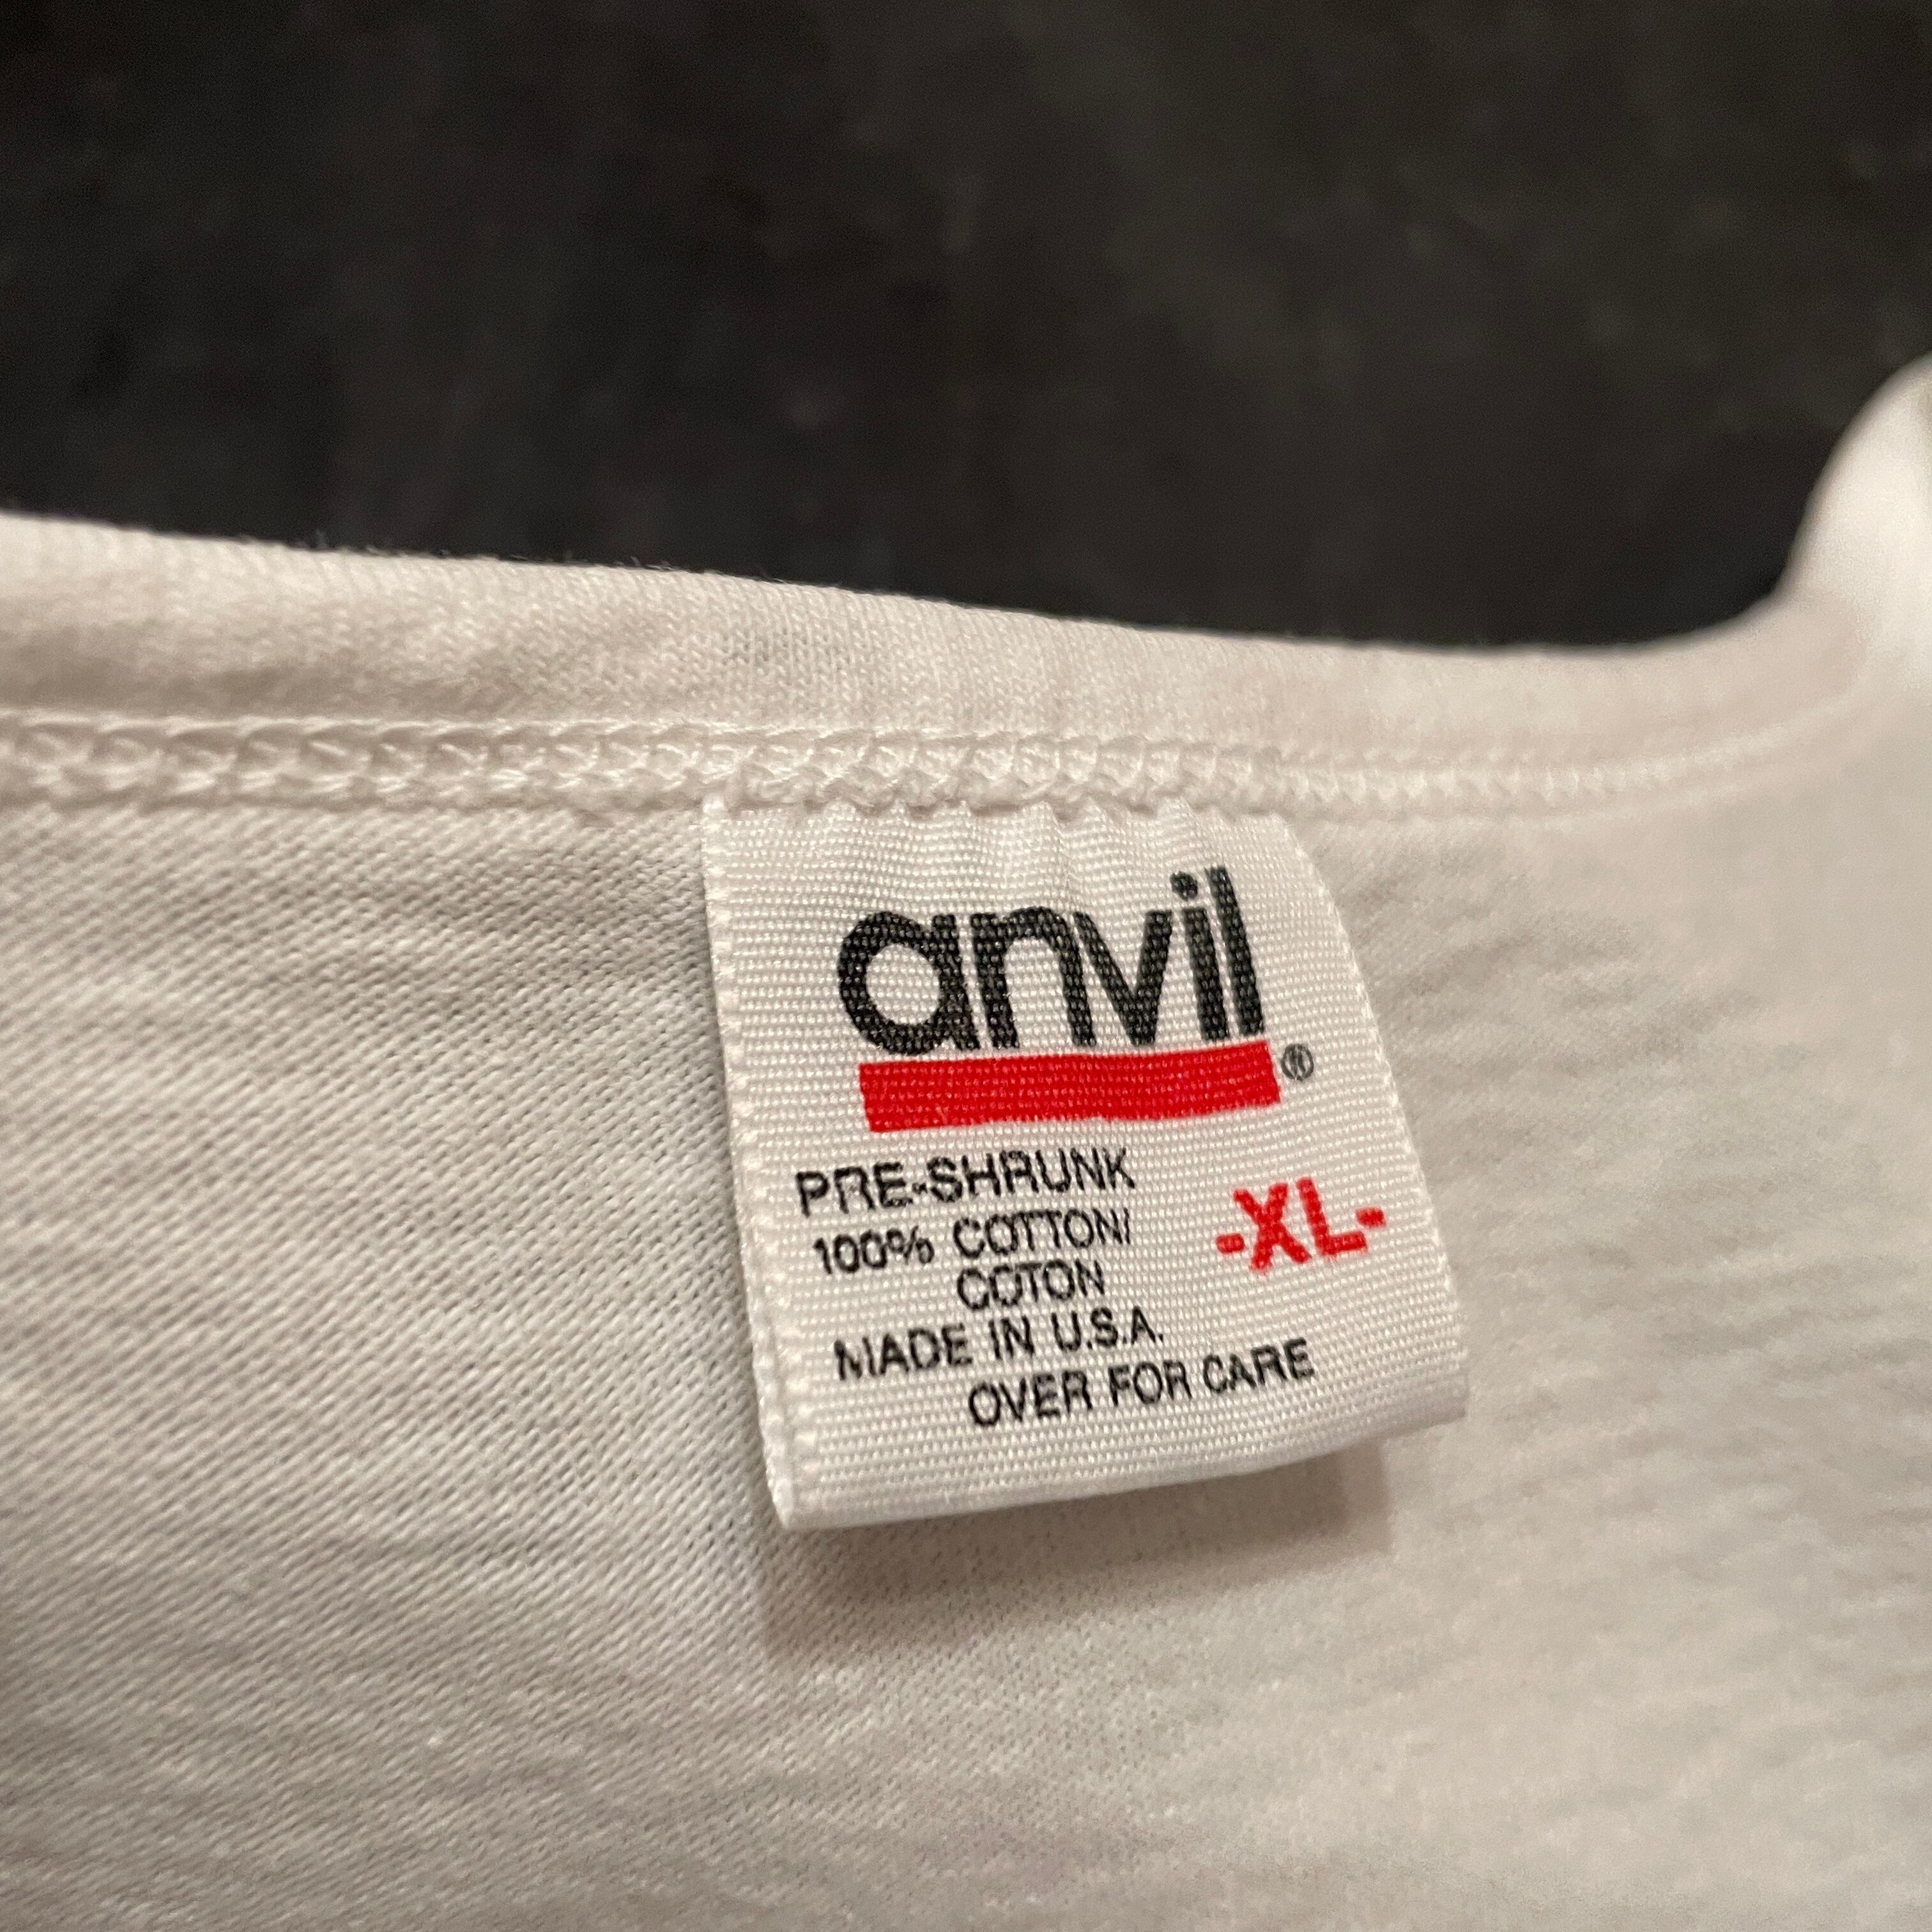 anvil®
PRE-SHRUNK
100% COTTON/
COTON
-XL-
MADE IN U.S.A.
OVER FOR CARE